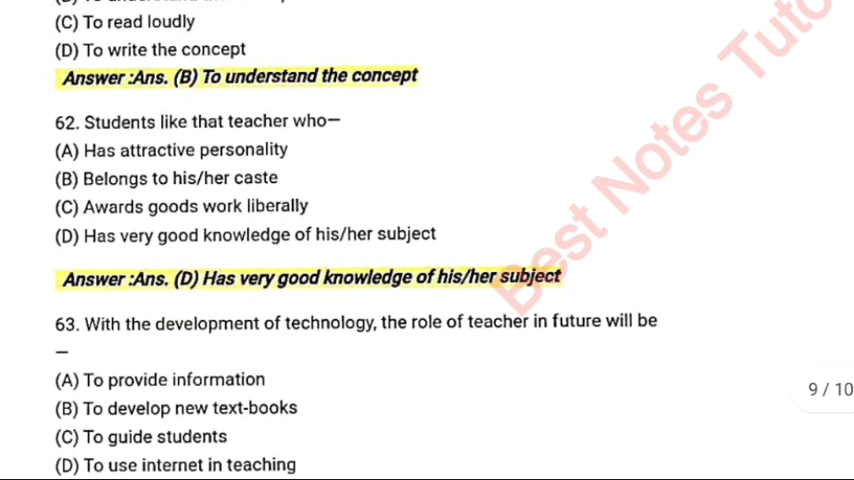 (C) To read loudly
(D) To write the concept
Answer :Ans. (B) To understand the concept
62. Students like that teacher who—
(A) Has attractive personality
(B) Belongs to his/her caste
(C) Awards goods work liberally
(D) Has very good knowledge of his/her subject
Answer :Ans. (D) Has very good knowledge of his/her subject
63. With the development of technology, the role of teacher in future will be
—
(A) To provide information
(B) To develop new text-books
(C) To guide students
(D) To use internet in teaching
9 / 10
Best Notes